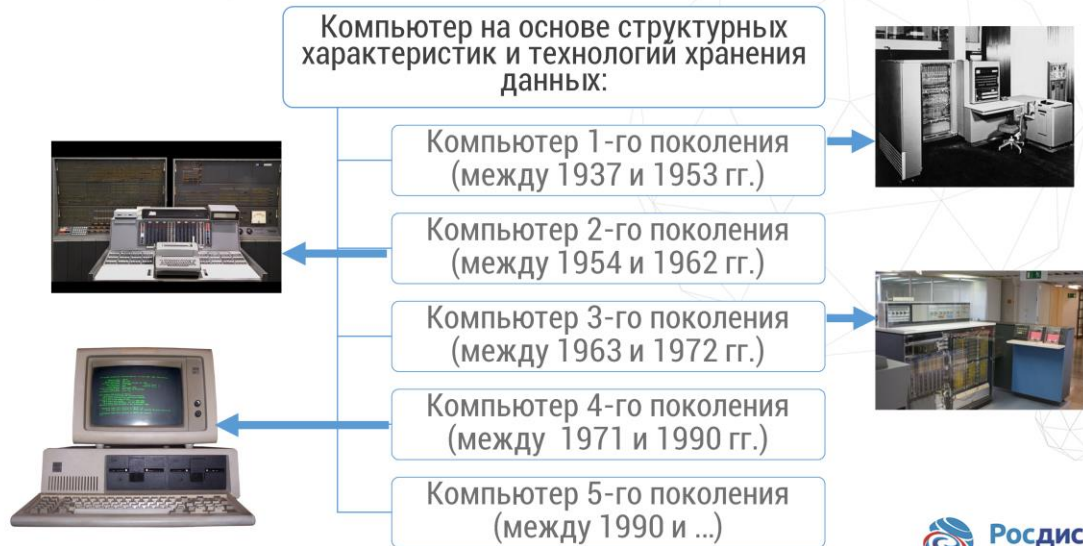 Компьютер на основе структурных
характеристик и технологий хранения
данных:
Компьютер 1-го поколения
(между 1937 и 1953 гг.)
Компьютер 2-го поколения
(между 1954 и 1962 гг.)
Компьютер 3-го поколения
(между 1963 и 1972 гг.)
Компьютер 4-го поколения
(между 1971 и 1990 гг.)
Компьютер 5-го поколения
(между 1990 и ...)
Росдис